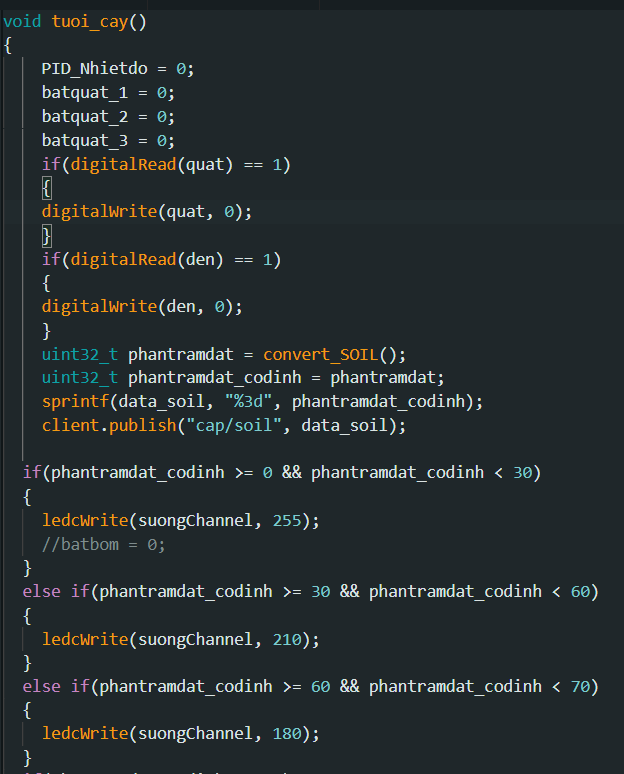 void tuoi_cay()
{
PID_Nhietdo = 0;
batquat_1 = 0;
batquat_2 = 0;
batquat_3 = 0;
if(digitalRead(quat) == 1)
{
digitalWrite(quat, 0);
}
if(digitalRead(den) == 1)
{
digitalWrite(den, 0);
}
uint32_t phantramdat = convert_SOIL();
uint32_t phantramdat_codinh = phantramdat;
sprintf(data_soil, "%3d", phantramdat_codinh);
client.publish("cap/soil", data_soil);
if(phantramdat_codinh >= 0 && phantramdat_codinh < 30)
{
ledcWrite(suongChannel, 255);
//batbom = 0;
}
else if(phantramdat_codinh >= 30 && phantramdat_codinh < 60)
{
ledcWrite(suongChannel, 210);
}
else if(phantramdat_codinh >= 60 && phantramdat_codinh < 70)
{
ledcWrite(suongChannel, 180);
}